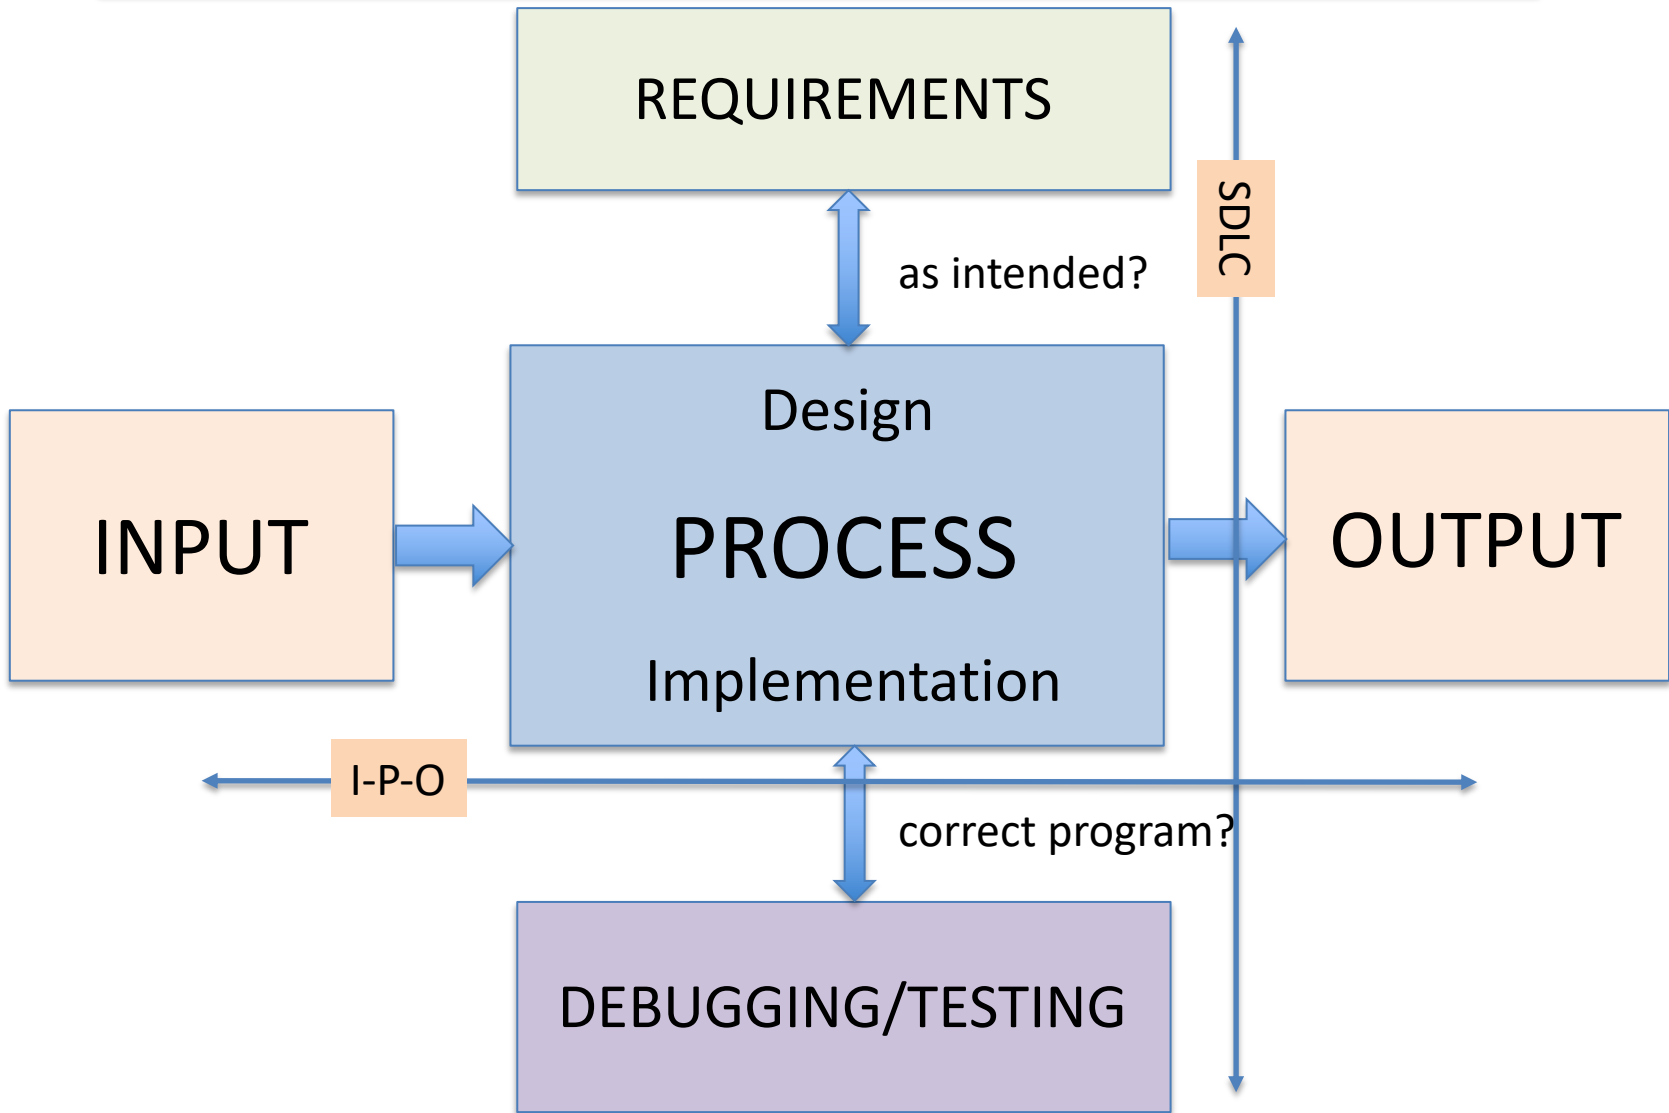 REQUIREMENTS
SDLC
as intended?
Design
INPUT
PROCESS
OUTPUT
Implementation
I-P-O
correct program?
DEBUGGING/TESTING